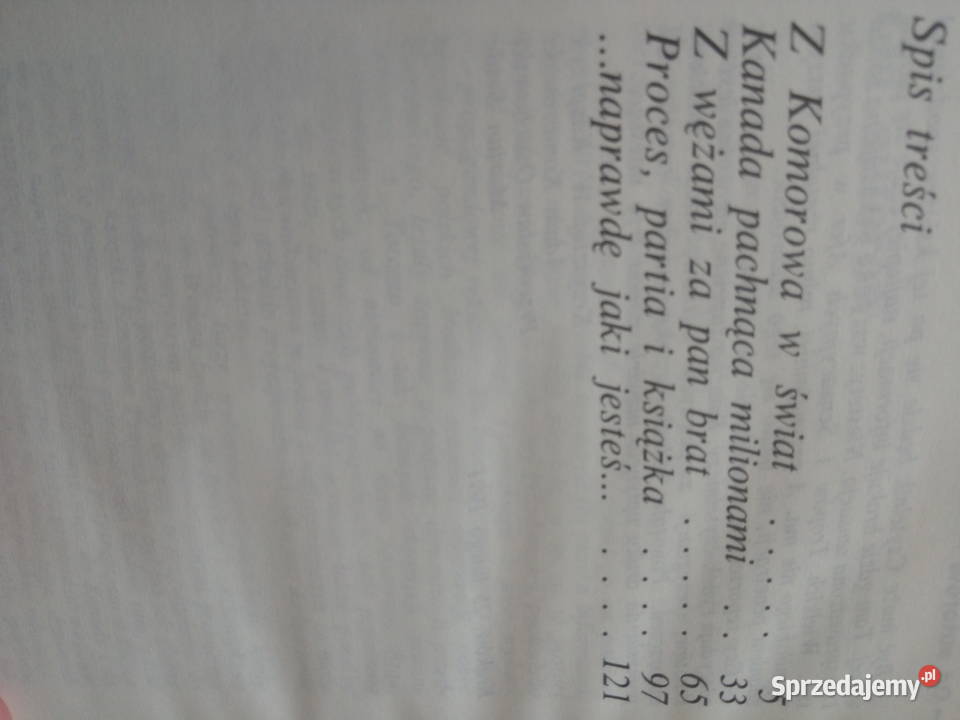 Spis treści
Z Komorowa w świat . . . . 5
Kanada pachnąca milionami . . 33
Z wężami za pan brat . . . . 65
Proces, partia i książka . . . . 97
...naprawdę jaki jesteś... . . . . 121
Sprzedajemy.pl